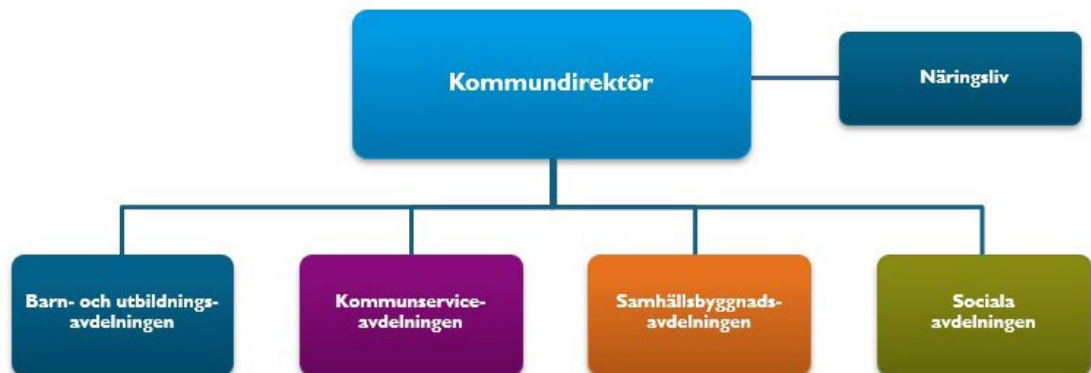 Kommundirektör
Näringsliv
Barn- och utbildnings-
avdelningen
Kommunservice-
avdelningen
Samhällsbyggnads-
avdelningen
Sociala
avdelningen